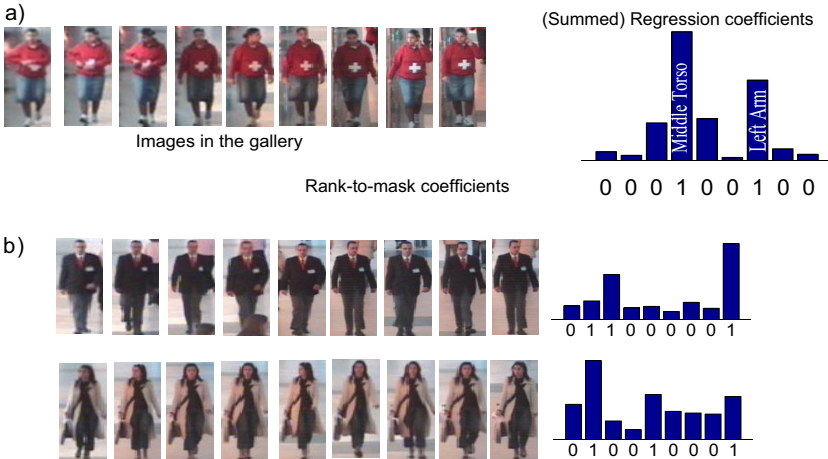 a)
(Summed) Regression coefficients
Middle Torso
Left Arm
Images in the gallery
Rank-to-mask coefficients
0 0 0 1 0 0 1 0 0
b)
0 1 1 0 0 0 0 0 1
0 1 0 0 1 0 0 0 1